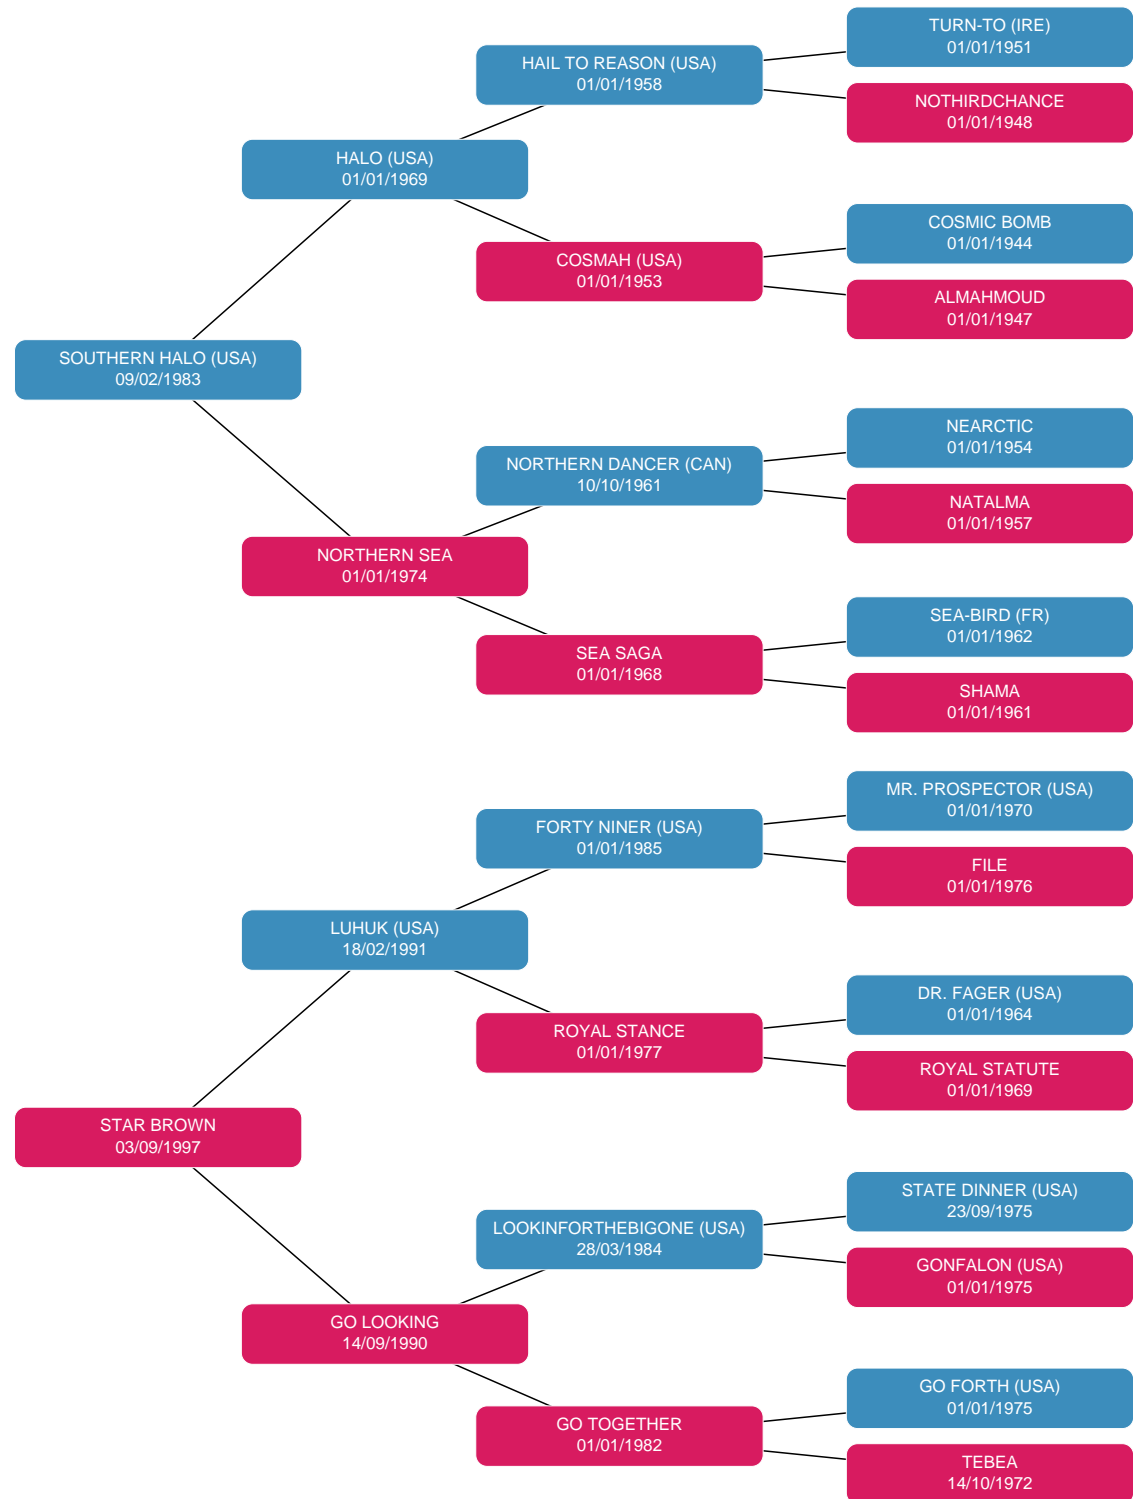 TURN-TO (IRE)
01/01/1951
HAIL TO REASON (USA)
01/01/1958
NOTHIRDCHANCE
01/01/1948
HALO (USA)
01/01/1969
COSMIC BOMB
01/01/1944
COSMAH (USA)
01/01/1953
ALMAHMOUD
01/01/1947
SOUTHERN HALO (USA)
09/02/1983
NEARCTIC
01/01/1954
NORTHERN DANCER (CAN)
10/10/1961
NATALMA
01/01/1957
NORTHERN SEA
01/01/1974
SEA-BIRD (FR)
01/01/1962
SEA SAGA
01/01/1968
SHAMA
01/01/1961
MR. PROSPECTOR (USA)
01/01/1970
FORTY NINER (USA)
01/01/1985
FILE
01/01/1976
LUHUK (USA)
18/02/1991
DR. FAGER (USA)
01/01/1964
ROYAL STANCE
01/01/1977
ROYAL STATUTE
01/01/1969
STAR BROWN
03/09/1997
STATE DINNER (USA)
23/09/1975
LOOKINFORTHEBIGONE (USA)
28/03/1984
GONFALON (USA)
01/01/1975
GO LOOKING
14/09/1990
GO FORTH (USA)
01/01/1975
GO TOGETHER
01/01/1982
TEBEA
14/10/1972